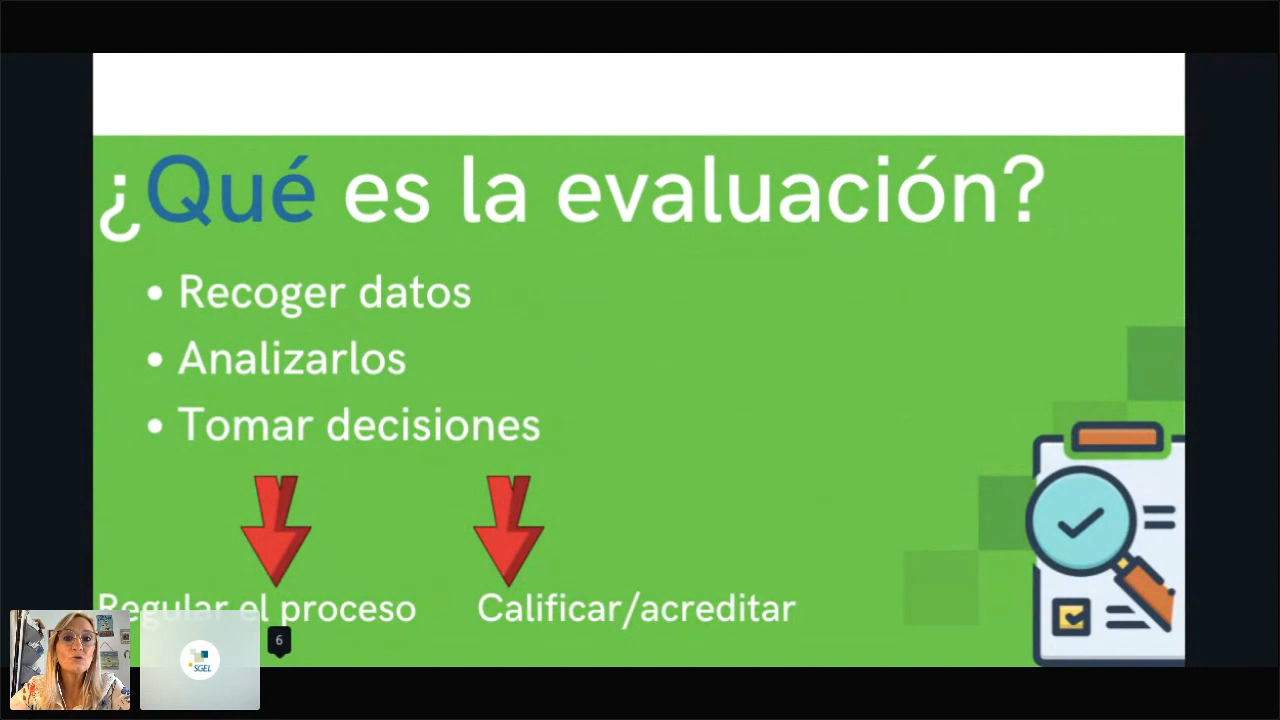 ¿Qué es la evaluación?
• Recoger datos
• Analizarlos
• Tomar decisiones
Regular el proceso
Calificar/acreditar
6
SGEL